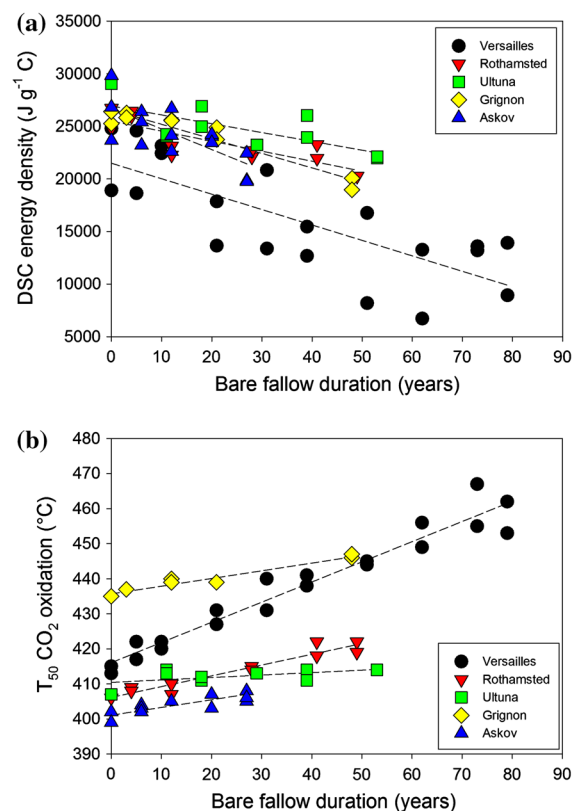 (a)
35000
30000
25000
20000
15000
10000
5000
DSC energy density (J g⁻¹ C)
Versailles
Rothamsted
Ultuna
Grignon
Askov
0 10 20 30 40 50 60 70 80 90
Bare fallow duration (years)
(b)
480
470
460
450
440
430
420
410
400
390
T₅₀ CO₂ oxidation (°C)
Versailles
Rothamsted
Ultuna
Grignon
Askov
0 10 20 30 40 50 60 70 80 90
Bare fallow duration (years)